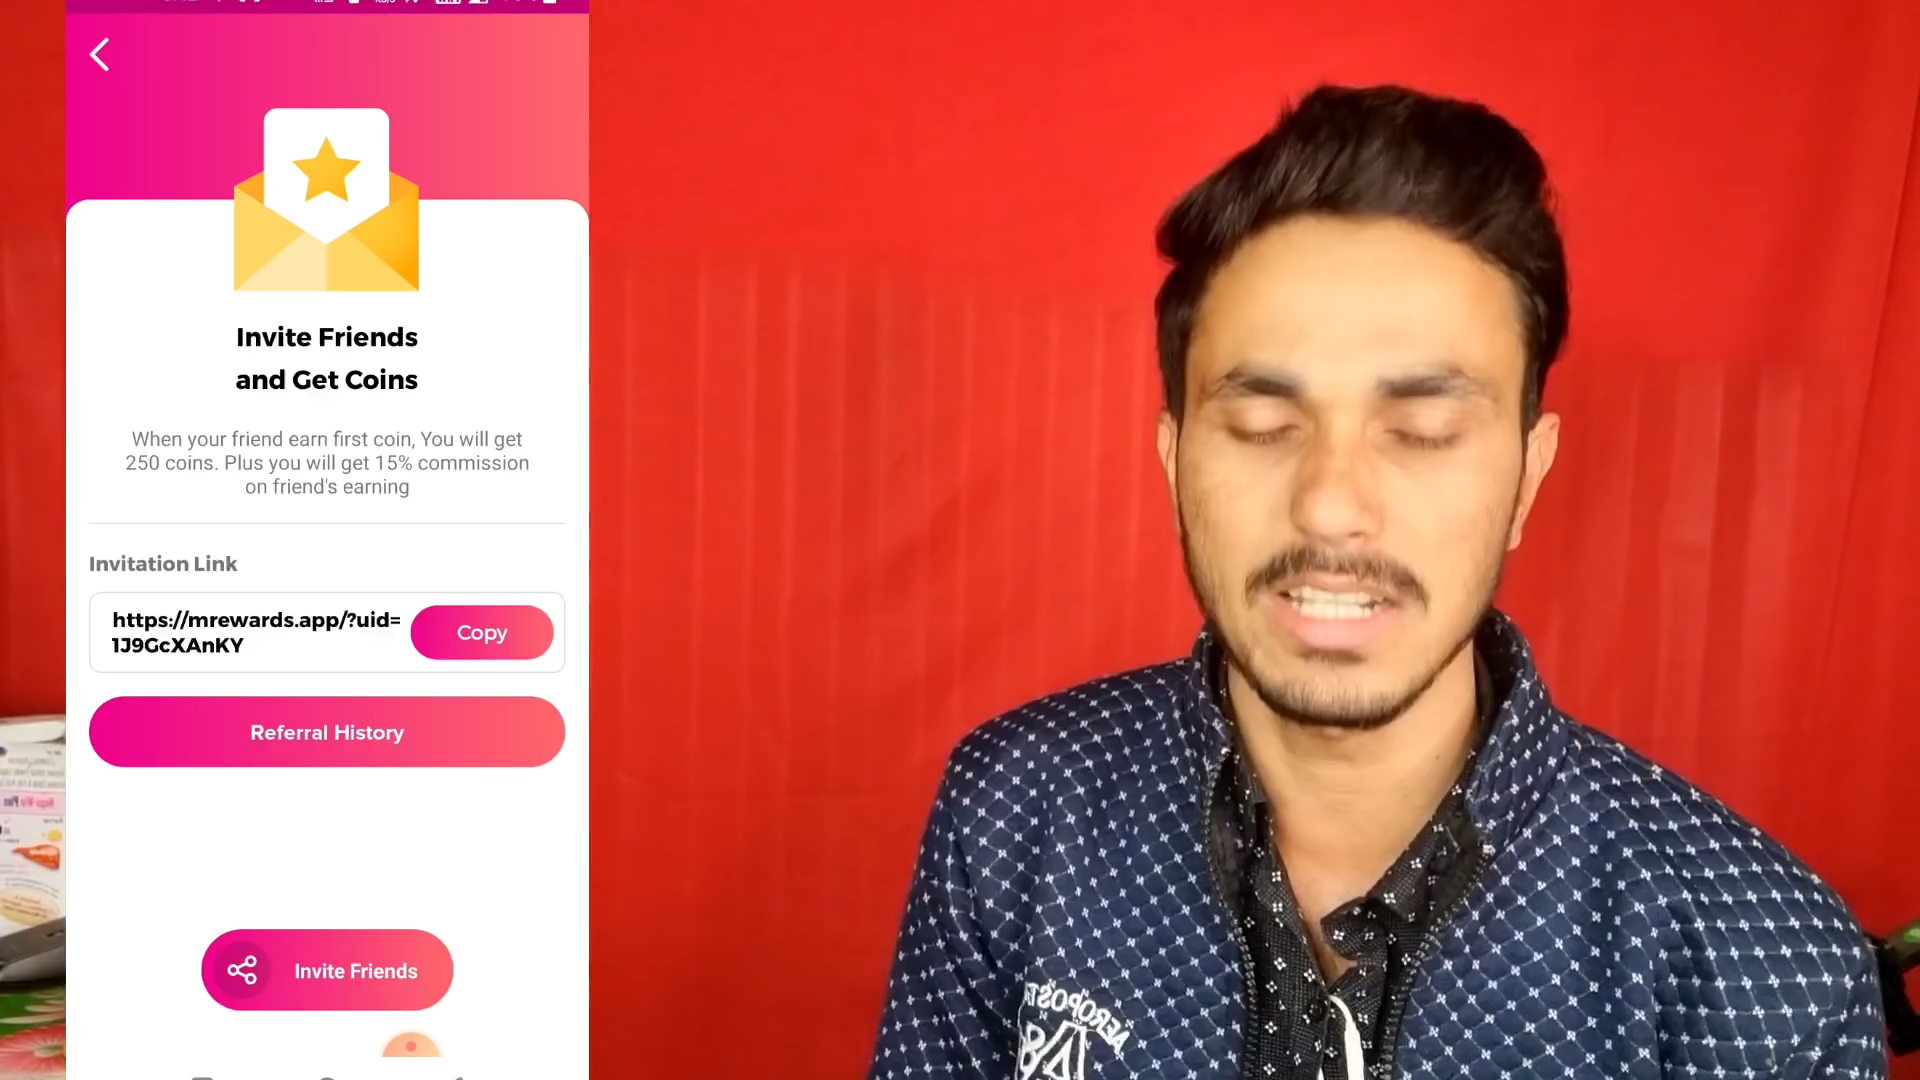 Invite Friends
and Get Coins
When your friend earn first coin, You will get
250 coins. Plus you will get 15% commission
on friend's earning
Invitation Link
https://mrewards.app/?uid=
1J9GcXAnKY
Copy
Referral History
Invite Friends
AEROPOSTA